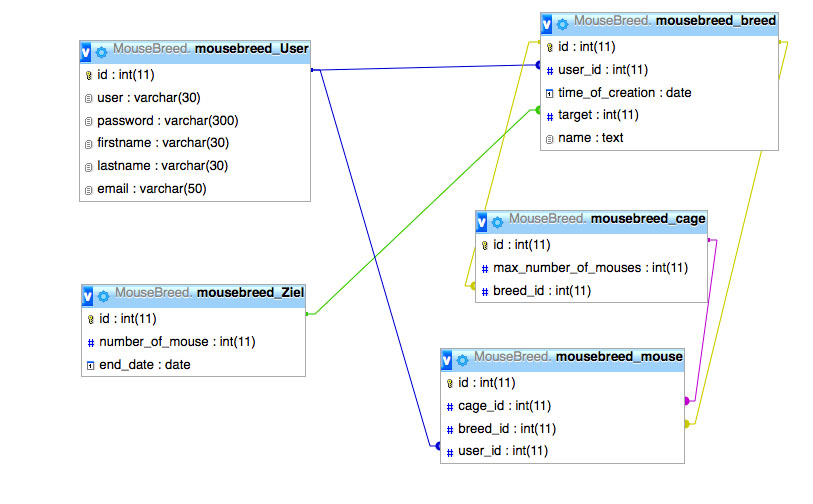 MouseBreed. mousebreed_User
id : int(11)
user : varchar(30)
password : varchar(300)
firstname : varchar(30)
lastname : varchar(30)
email : varchar(50)
MouseBreed. mousebreed_breed
id : int(11)
user_id : int(11)
time_of_creation : date
target : int(11)
name : text
MouseBreed. mousebreed_cage
id : int(11)
max_number_of_mouses : int(11)
breed_id : int(11)
MouseBreed. mousebreed_Ziel
id : int(11)
number_of_mouse : int(11)
end_date : date
MouseBreed. mousebreed_mouse
id : int(11)
cage_id : int(11)
breed_id : int(11)
user_id : int(11)